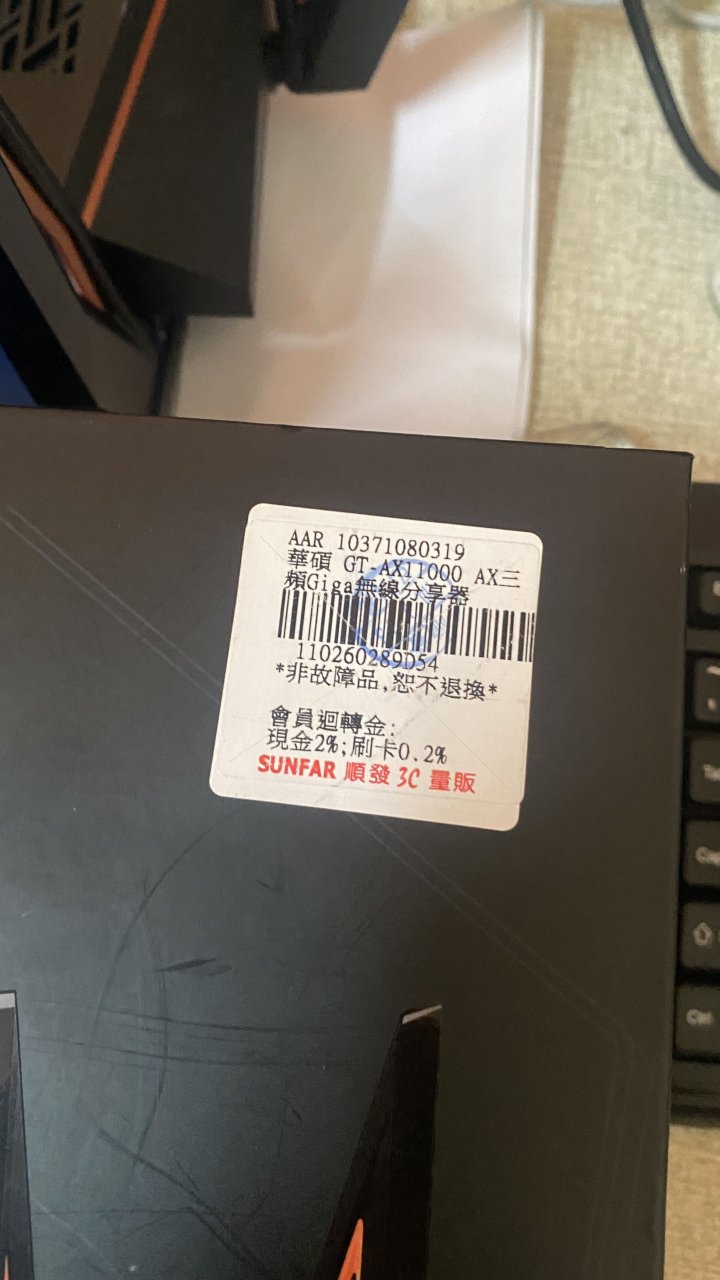 AAR 10371080319
華碩 GT-AX11000 AX三
頻Giga無線分享器
110260289D54
*非故障品,恕不退換*
會員迴轉金:
現金2%;刷卡0.2%
SUNFAR 順發 3C 量販